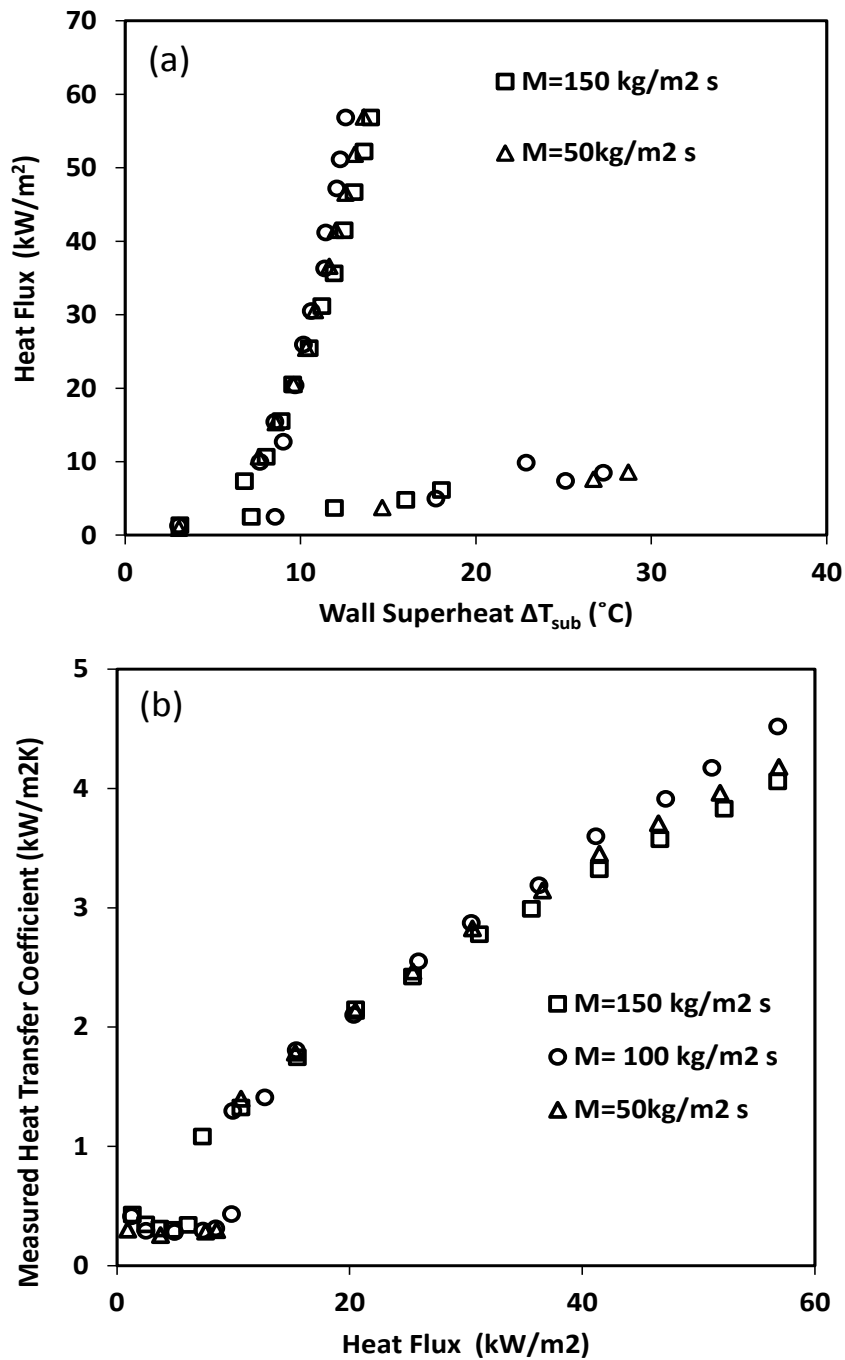 (a)
70
60
50
40
30
20
10
0
Heat Flux (kW/m²)
M=150 kg/m2 s
M=50kg/m2 s
0 10 20 30 40
Wall Superheat ΔT_sub (˚C)
(b)
5
4
3
2
1
0
Measured Heat Transfer Coefficient (kW/m2K)
M=150 kg/m2 s
M= 100 kg/m2 s
M=50kg/m2 s
0 20 40 60
Heat Flux (kW/m2)